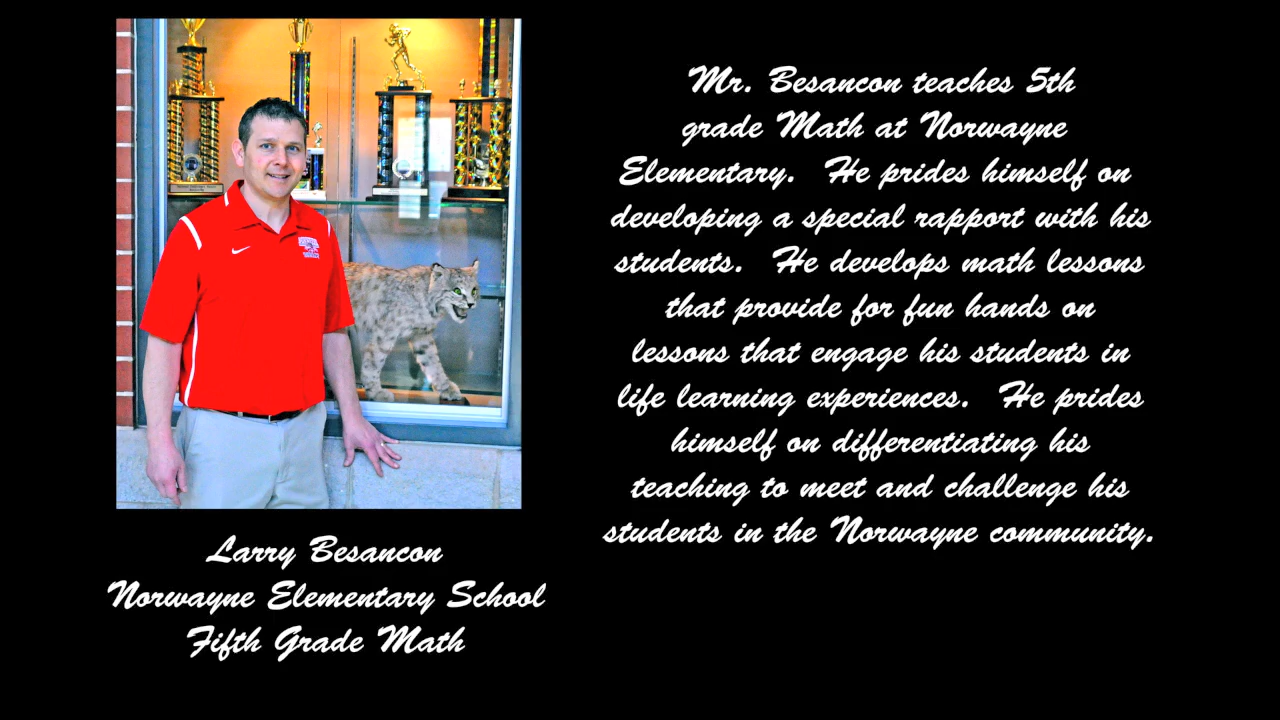 Mr. Besancon teaches 5th
grade Math at Norwayne
Elementary. He prides himself on
developing a special rapport with his
students. He develops math lessons
that provide for fun hands on
lessons that engage his students in
life learning experiences. He prides
himself on differentiating his
teaching to meet and challenge his
students in the Norwayne community.
Larry Besancon
Norwayne Elementary School
Fifth Grade Math